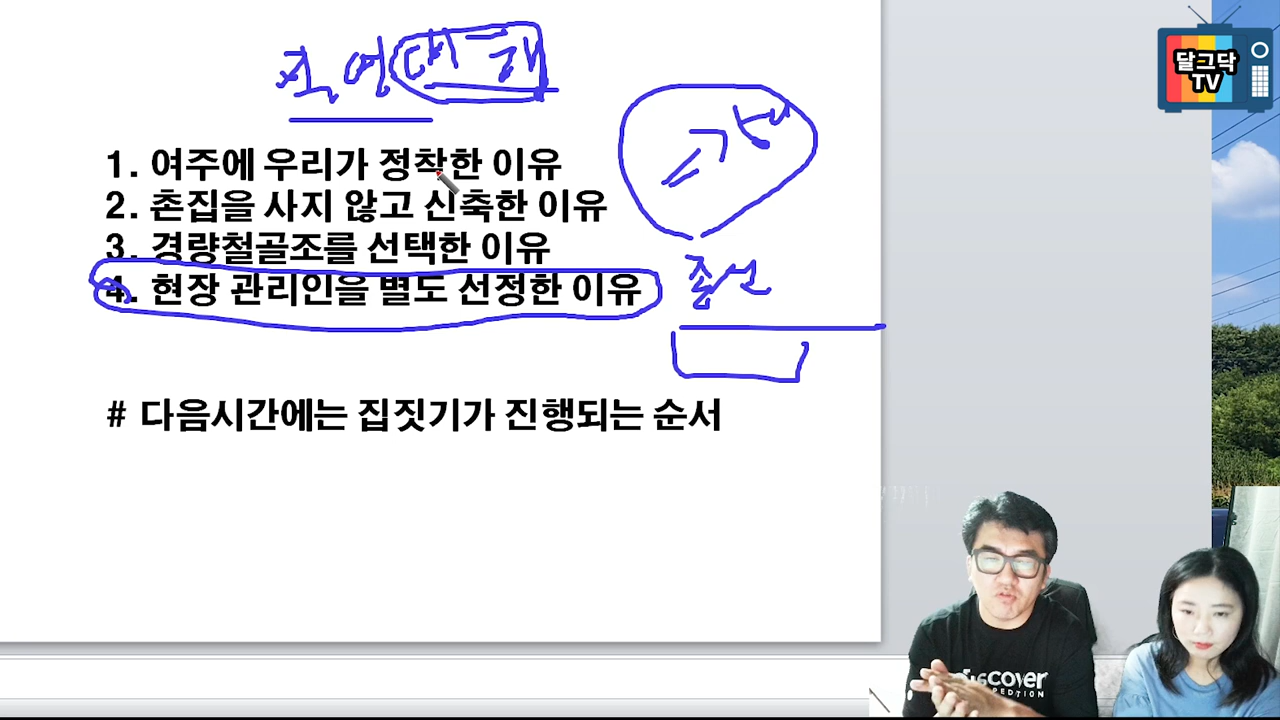 달그닥
TV
직영
1. 여주에 우리가 정착한 이유
2. 촌집을 사지 않고 신축한 이유
3. 경량철골조를 선택한 이유
4. 현장 관리인을 별도 선정한 이유
# 다음시간에는 집짓기가 진행되는 순서